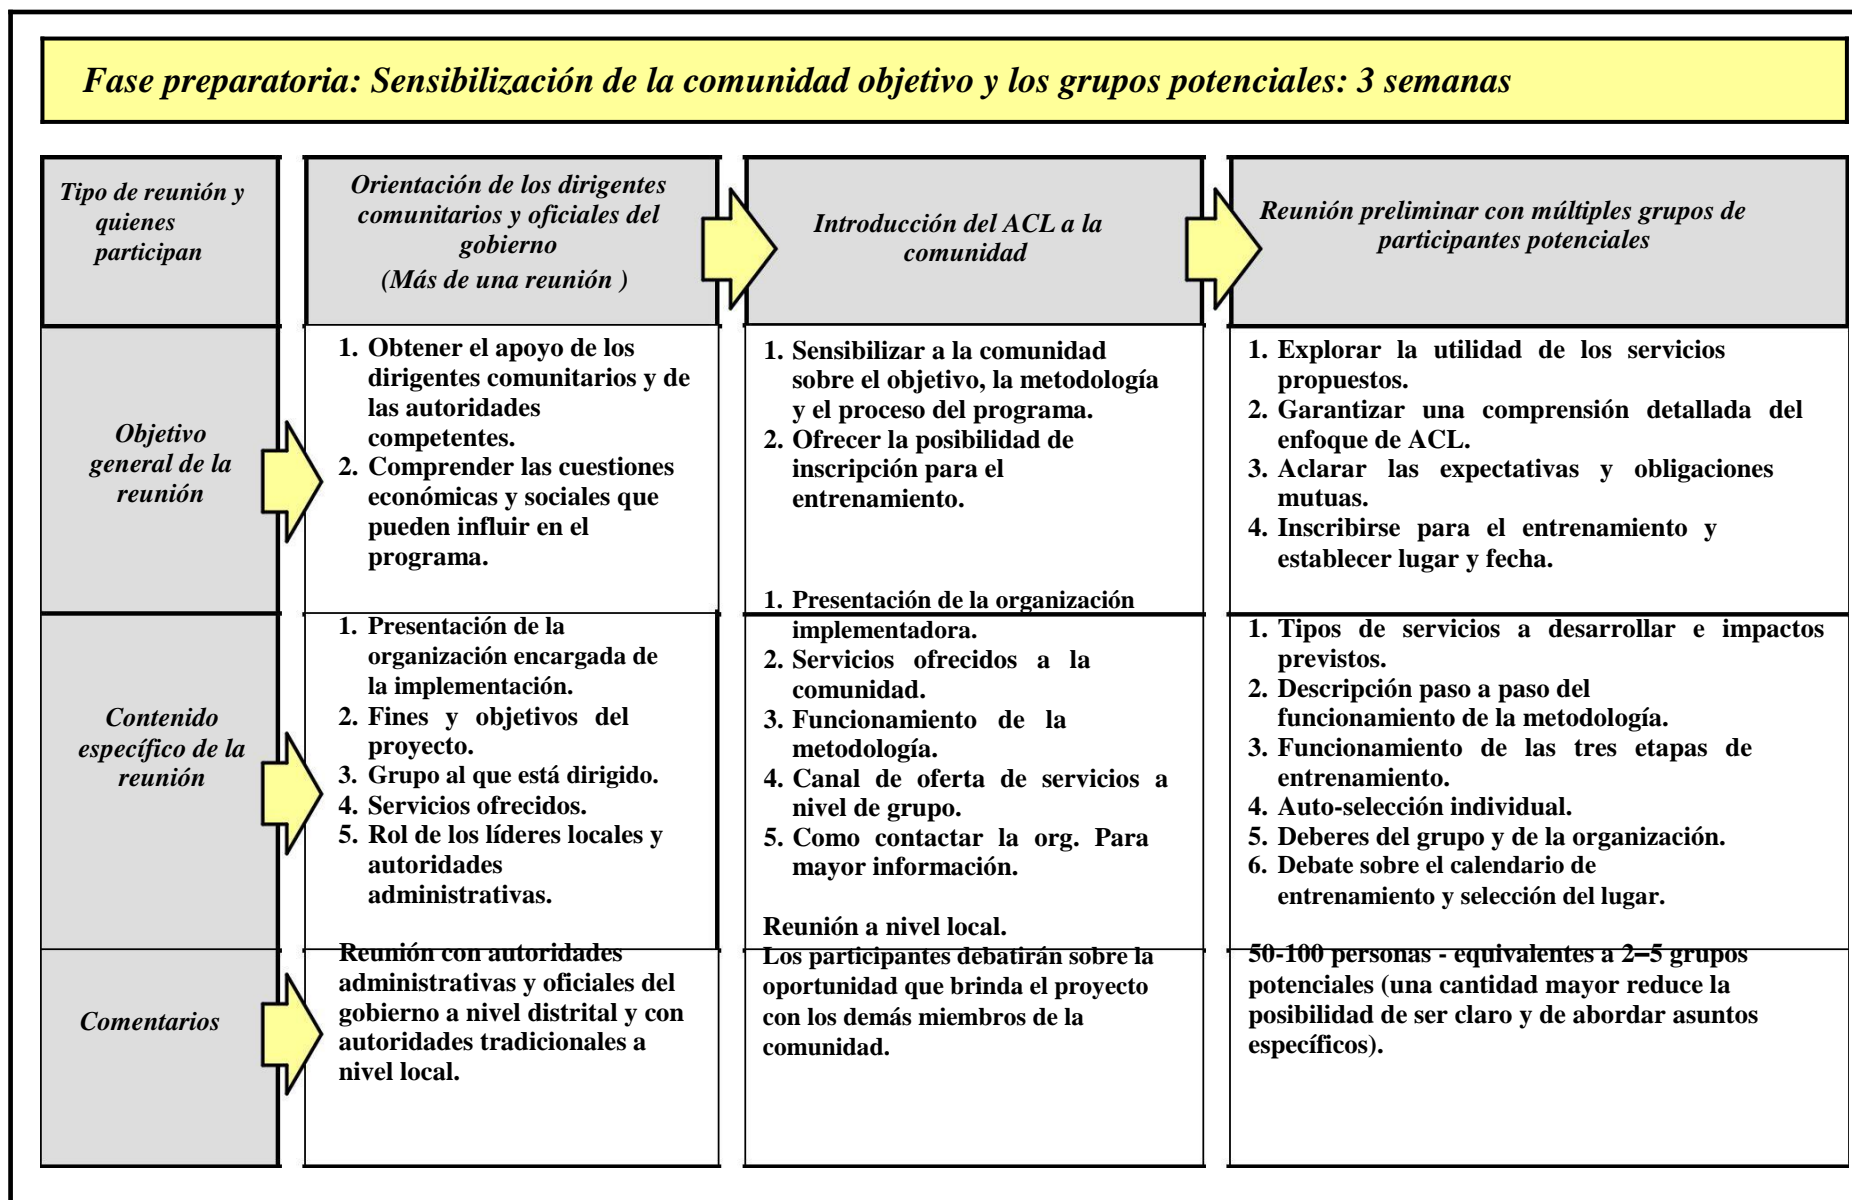 Fase preparatoria: Sensibilización de la comunidad objetivo y los grupos potenciales: 3 semanas
Tipo de reunión y
quienes
participan
Orientación de los dirigentes
comunitarios y oficiales del
gobierno
(Más de una reunión )
Introducción del ACL a la
comunidad
Reunión preliminar con múltiples grupos de
participantes potenciales
Objetivo
general de la
reunión
1. Obtener el apoyo de los
dirigentes comunitarios y de
las autoridades
competentes.
2. Comprender las cuestiones
económicas y sociales que
pueden influir en el
programa.
1. Sensibilizar a la comunidad
sobre el objetivo, la metodología
y el proceso del programa.
2. Ofrecer la posibilidad de
inscripción para el
entrenamiento.
1. Explorar la utilidad de los servicios
propuestos.
2. Garantizar una comprensión detallada del
enfoque de ACL.
3. Aclarar las expectativas y obligaciones
mutuas.
4. Inscribirse para el entrenamiento y
establecer lugar y fecha.
Contenido
específico de la
reunión
1. Presentación de la
organización encargada de
la implementación.
2. Fines y objetivos del
proyecto.
3. Grupo al que está dirigido.
4. Servicios ofrecidos.
5. Rol de los líderes locales y
autoridades
administrativas.
1. Presentación de la organización
implementadora.
2. Servicios ofrecidos a la
comunidad.
3. Funcionamiento de la
metodología.
4. Canal de oferta de servicios a
nivel de grupo.
5. Como contactar la org. Para
mayor información.
1. Tipos de servicios a desarrollar e impactos
previstos.
2. Descripción paso a paso del
funcionamiento de la metodología.
3. Funcionamiento de las tres etapas de
entrenamiento.
4. Auto-selección individual.
5. Deberes del grupo y de la organización.
6. Debate sobre el calendario de
entrenamiento y selección del lugar.
Comentarios
Reunión con autoridades
administrativas y oficiales del
gobierno a nivel distrital y con
autoridades tradicionales a
nivel local.
Reunión a nivel local.
Los participantes debatirán sobre la
oportunidad que brinda el proyecto
con los demás miembros de la
comunidad.
50-100 personas - equivalentes a 2–5 grupos
potenciales (una cantidad mayor reduce la
posibilidad de ser claro y de abordar asuntos
específicos).